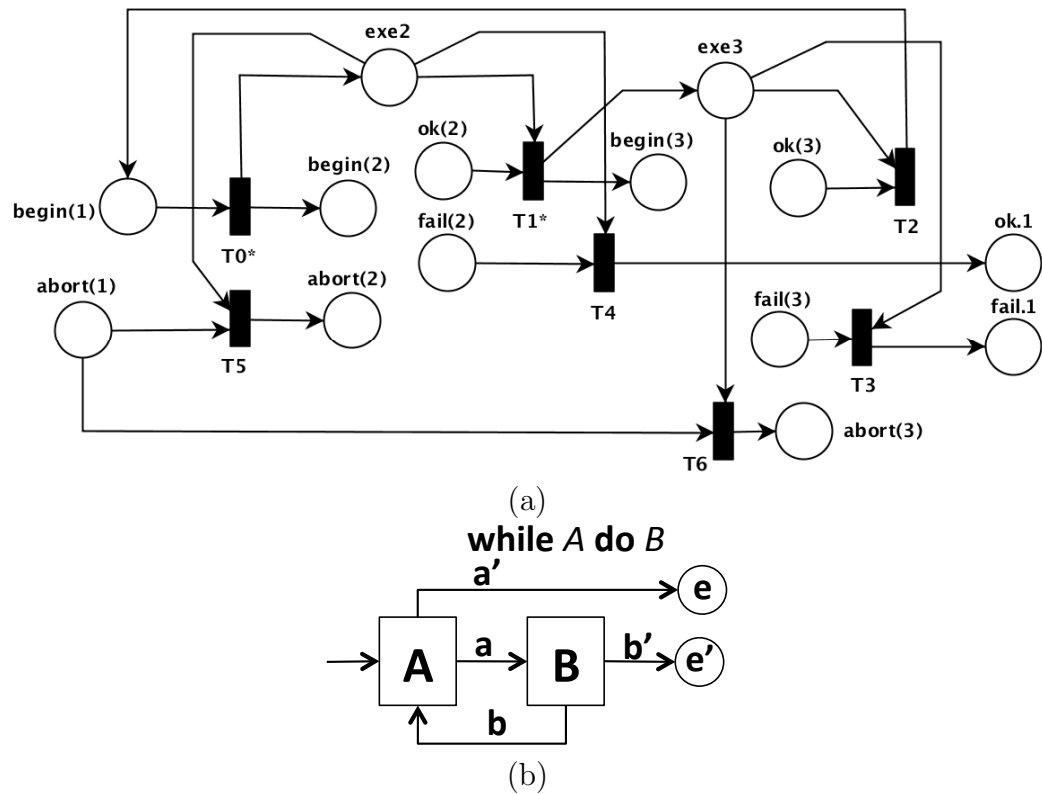 exe2
exe3
ok(2)
begin(3)
ok(3)
begin(2)
begin(1)
T0*
T1*
fail(2)
T2
ok.1
abort(1)
abort(2)
T4
fail(3)
fail.1
T5
T3
abort(3)
T6
(a)
while A do B
a’
e
A
a
B
b’
e’
b
(b)